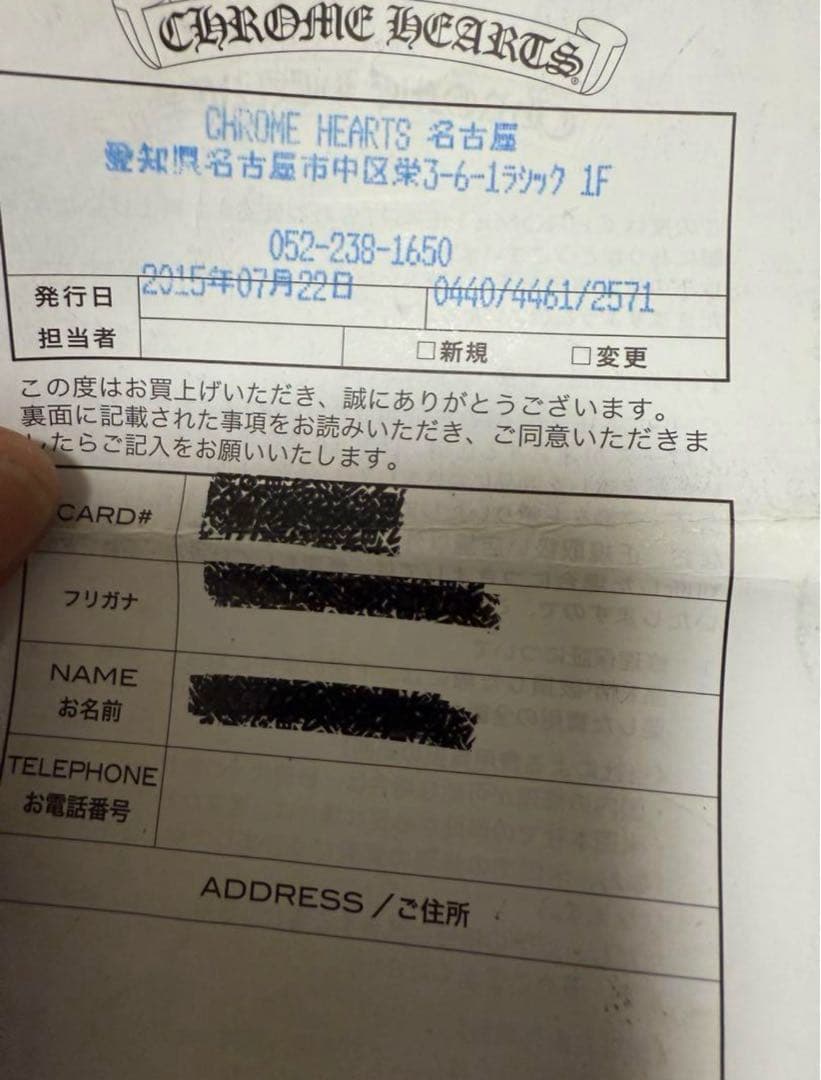 CHROME HEARTS®
CHROME HEARTS 名古屋
愛知県名古屋市中区栄3-6-1ラシック 1F
052-238-1650
発行日 2015年07月22日 0440/4461/2571
担当者 □新規 □変更
この度はお買上げいただき、誠にありがとうございます。
裏面に記載された事項をお読みいただき、ご同意いただきま
したらご記入をお願いいたします。
CARD#
フリガナ
NAME
お名前
TELEPHONE
お電話番号
ADDRESS／ご住所